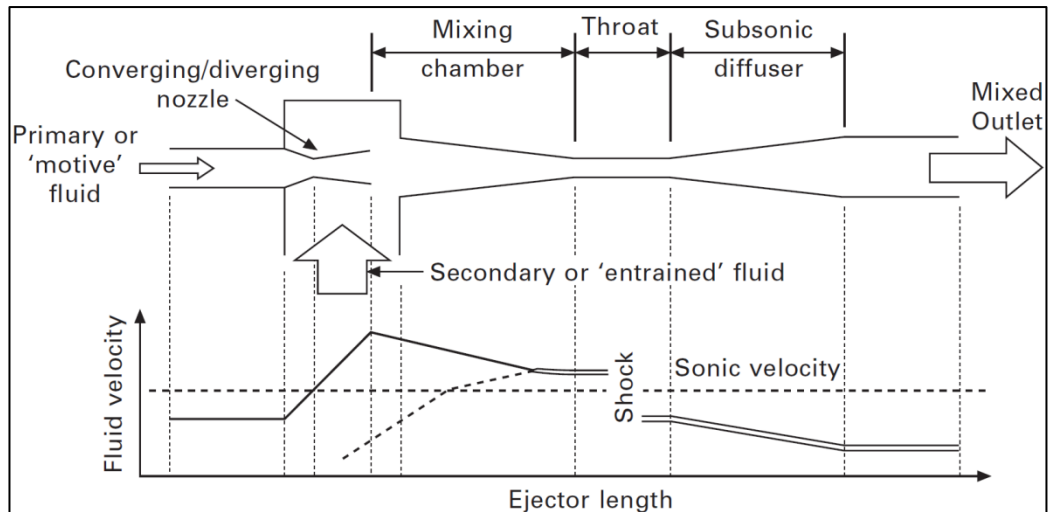 Mixing
chamber
Throat
Subsonic
diffuser
Converging/diverging
nozzle
Primary or
'motive'
fluid
Mixed
Outlet
Secondary or 'entrained' fluid
Fluid velocity
Shock
Sonic velocity
Ejector length